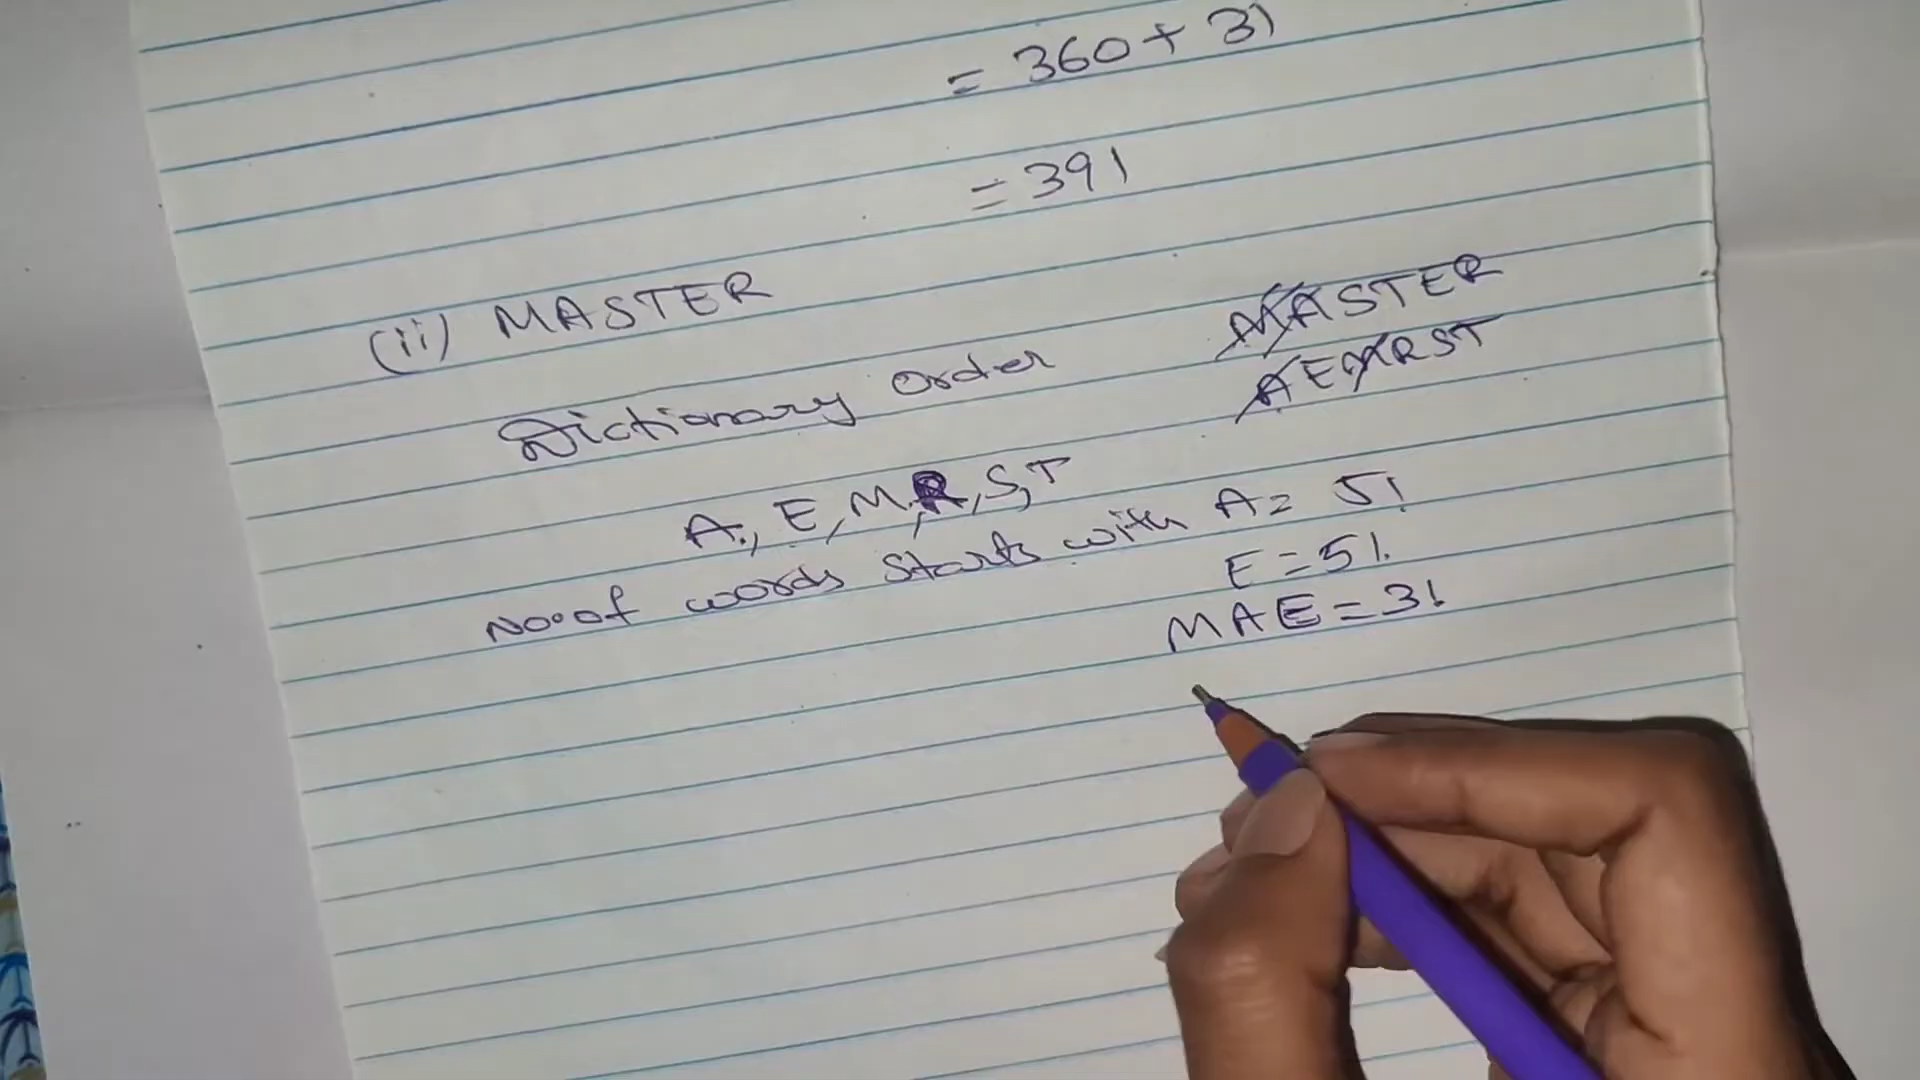 = 360 + 31
= 391
(ii) MASTER
MASTER
Dictionary order
AEMRST
A, E, M, R, S, T
No. of words starts with A = 5!
E = 5!
MAE = 3!